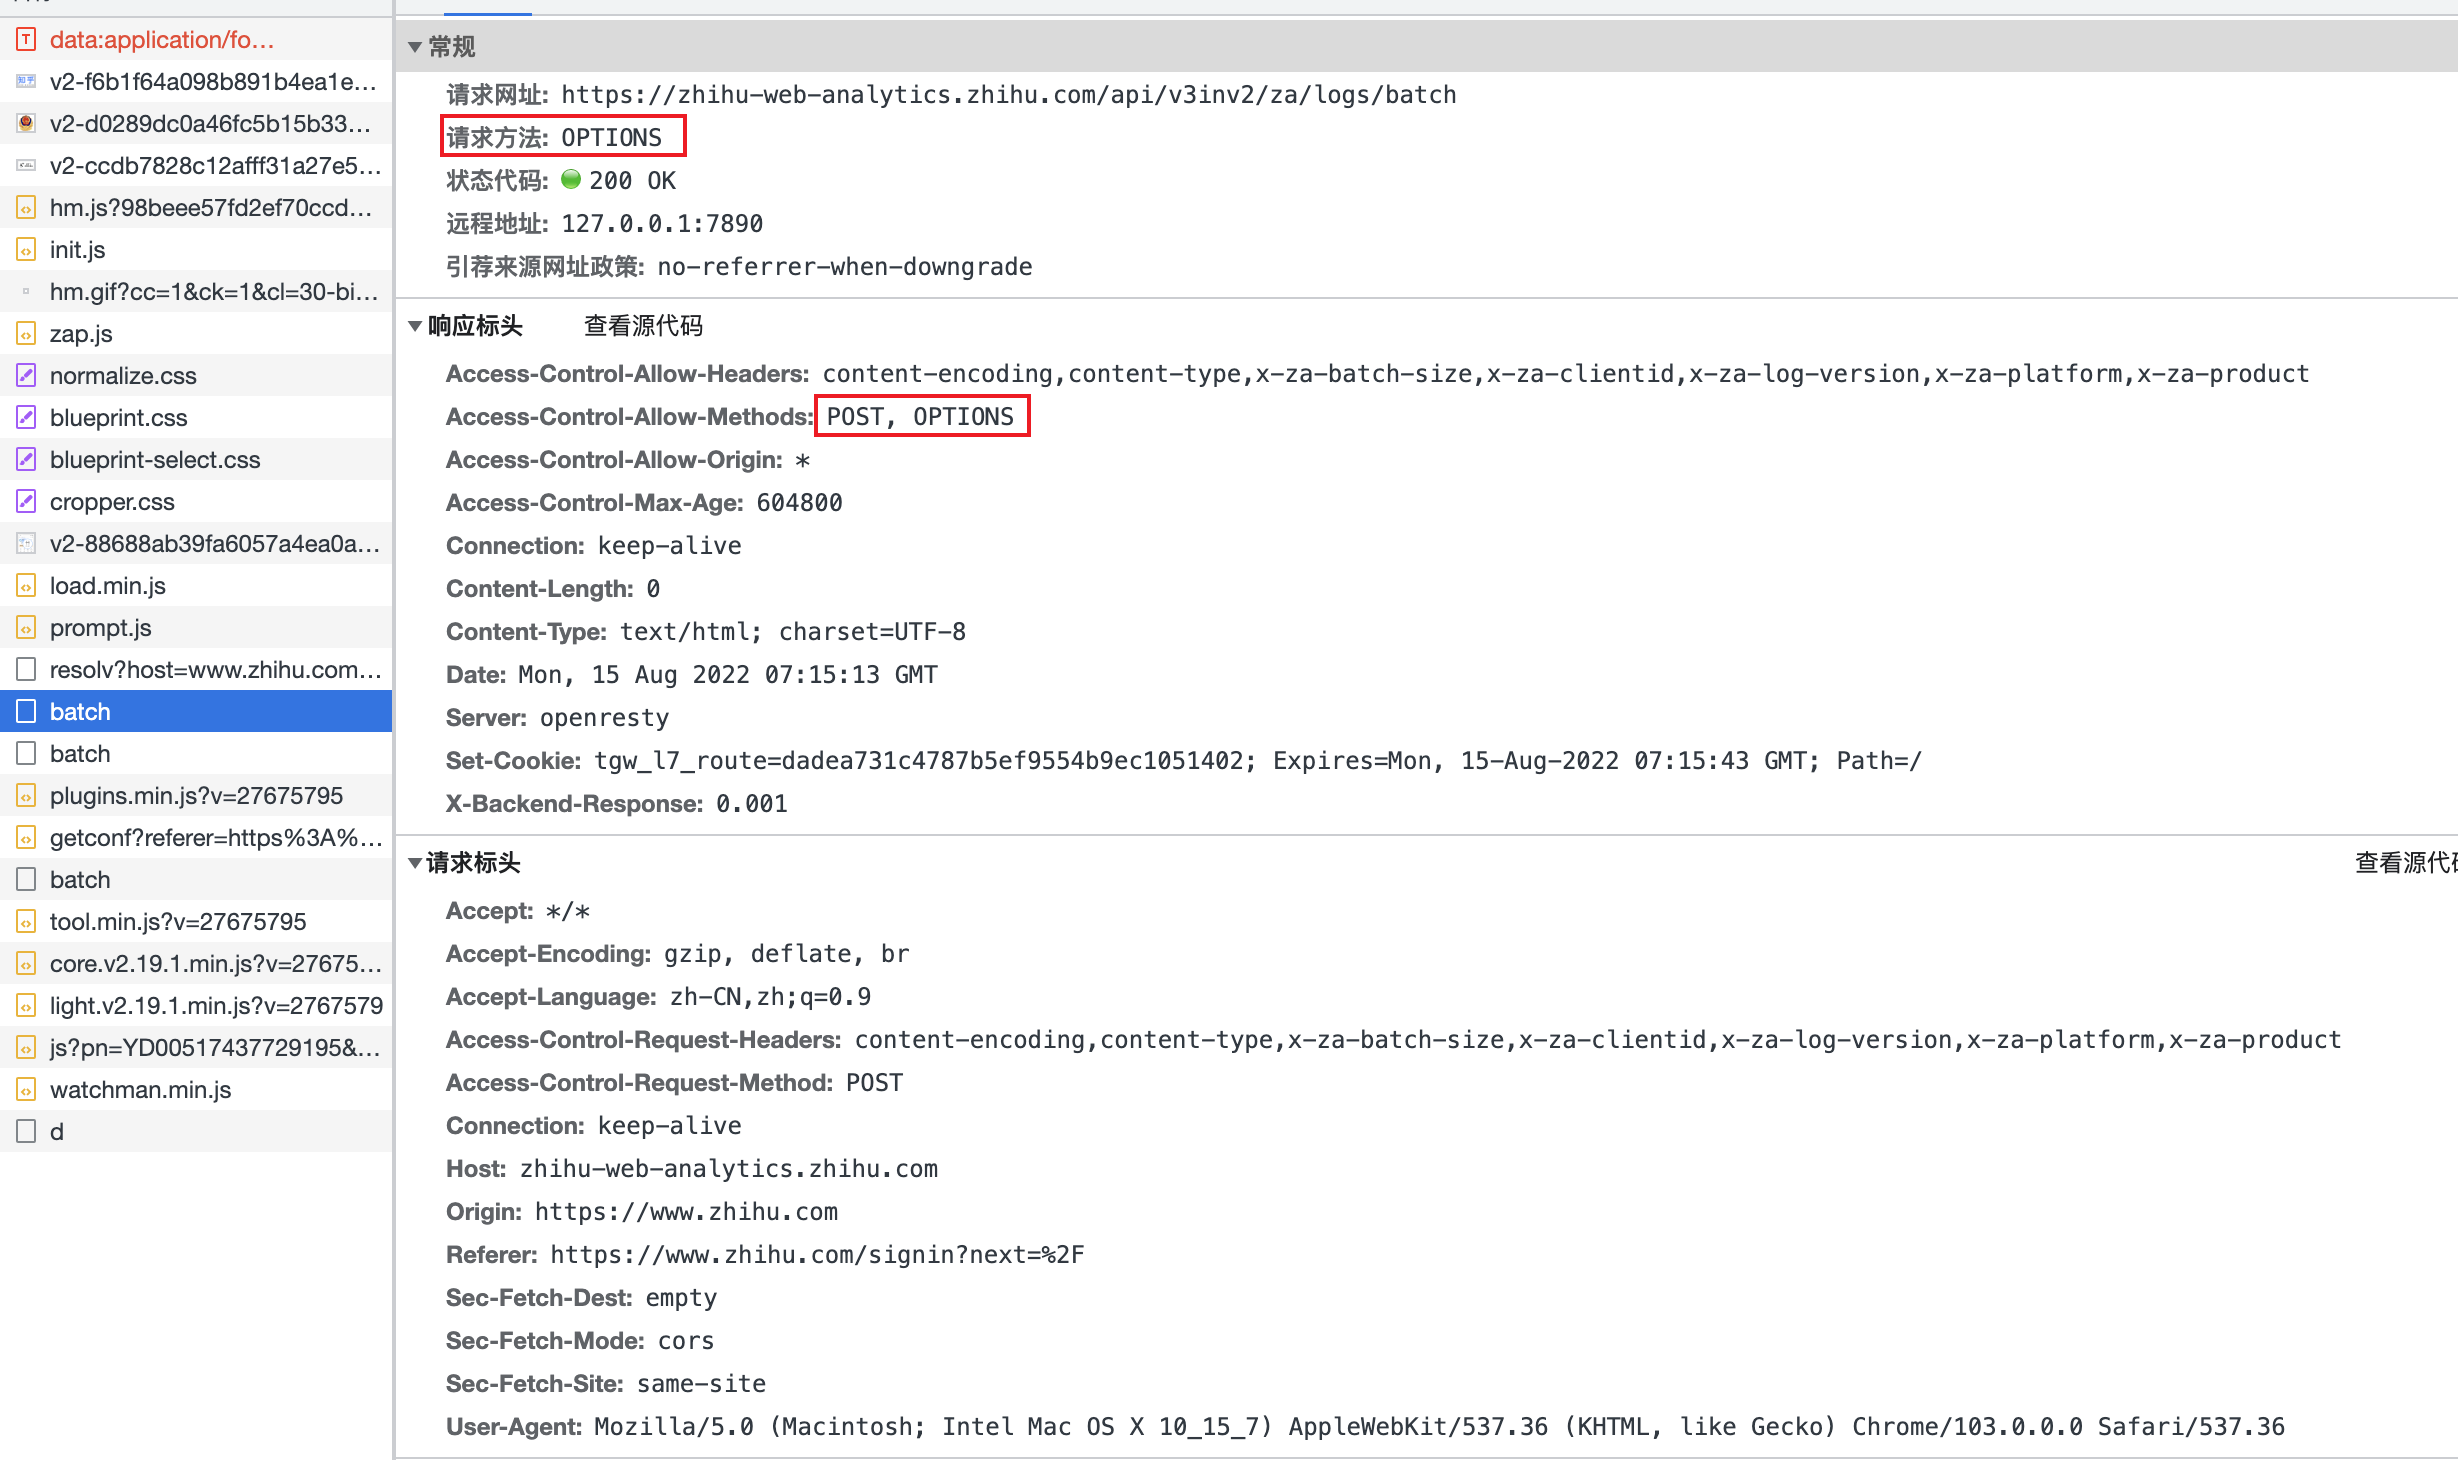 data:application/fo…
v2-f6b1f64a098b891b4ea1e…
v2-d0289dc0a46fc5b15b33…
v2-ccdb7828c12afff31a27e5…
hm.js?98beee57fd2ef70ccd…
init.js
hm.gif?cc=1&ck=1&cl=30-bi…
zap.js
normalize.css
blueprint.css
blueprint-select.css
cropper.css
v2-88688ab39fa6057a4ea0a…
load.min.js
prompt.js
resolv?host=www.zhihu.com…
batch
batch
plugins.min.js?v=27675795
getconf?referer=https%3A%…
batch
tool.min.js?v=27675795
core.v2.19.1.min.js?v=27675…
light.v2.19.1.min.js?v=2767579
js?pn=YD00517437729195&…
watchman.min.js
d
常规
请求网址: https://zhihu-web-analytics.zhihu.com/api/v3inv2/za/logs/batch
请求方法: OPTIONS
状态代码: 200 OK
远程地址: 127.0.0.1:7890
引荐来源网址政策: no-referrer-when-downgrade
响应标头 查看源代码
Access-Control-Allow-Headers: content-encoding,content-type,x-za-batch-size,x-za-clientid,x-za-log-version,x-za-platform,x-za-product
Access-Control-Allow-Methods: POST, OPTIONS
Access-Control-Allow-Origin: *
Access-Control-Max-Age: 604800
Connection: keep-alive
Content-Length: 0
Content-Type: text/html; charset=UTF-8
Date: Mon, 15 Aug 2022 07:15:13 GMT
Server: openresty
Set-Cookie: tgw_l7_route=dadea731c4787b5ef9554b9ec1051402; Expires=Mon, 15-Aug-2022 07:15:43 GMT; Path=/
X-Backend-Response: 0.001
请求标头 查看源代码
Accept: */*
Accept-Encoding: gzip, deflate, br
Accept-Language: zh-CN,zh;q=0.9
Access-Control-Request-Headers: content-encoding,content-type,x-za-batch-size,x-za-clientid,x-za-log-version,x-za-platform,x-za-product
Access-Control-Request-Method: POST
Connection: keep-alive
Host: zhihu-web-analytics.zhihu.com
Origin: https://www.zhihu.com
Referer: https://www.zhihu.com/signin?next=%2F
Sec-Fetch-Dest: empty
Sec-Fetch-Mode: cors
Sec-Fetch-Site: same-site
User-Agent: Mozilla/5.0 (Macintosh; Intel Mac OS X 10_15_7) AppleWebKit/537.36 (KHTML, like Gecko) Chrome/103.0.0.0 Safari/537.36